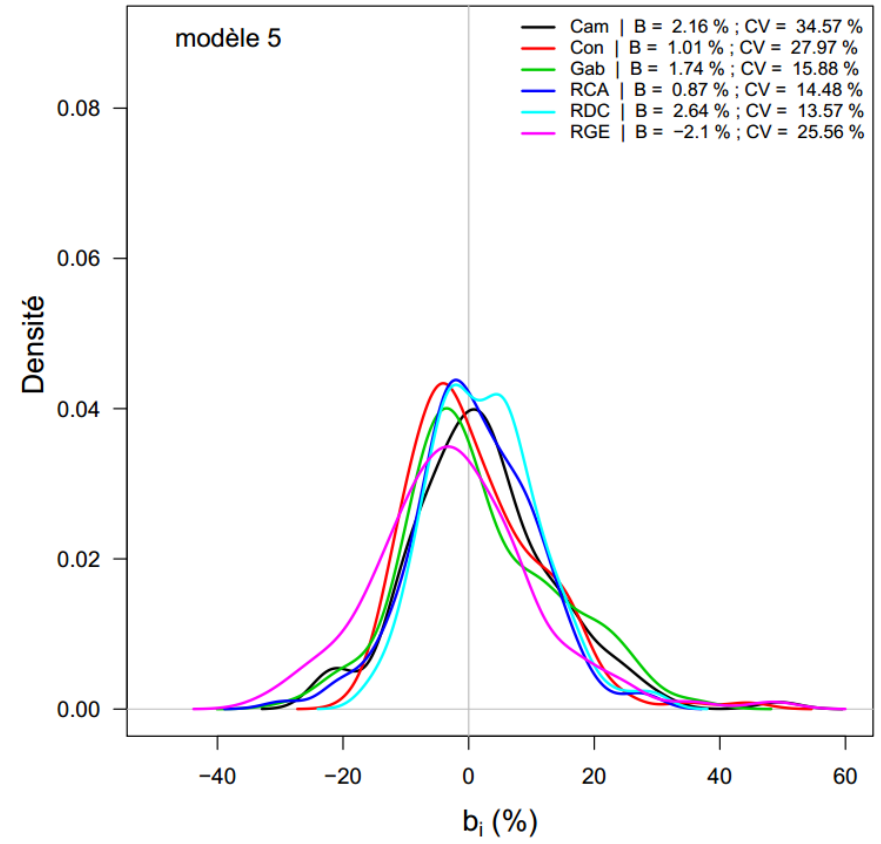 modèle 5
Cam | B = 2.16 % ; CV = 34.57 %
Con | B = 1.01 % ; CV = 27.97 %
Gab | B = 1.74 % ; CV = 15.88 %
RCA | B = 0.87 % ; CV = 14.48 %
RDC | B = 2.64 % ; CV = 13.57 %
RGE | B = −2.1 % ; CV = 25.56 %
Densité
0.08
0.06
0.04
0.02
0.00
−40 −20 0 20 40 60
bi (%)